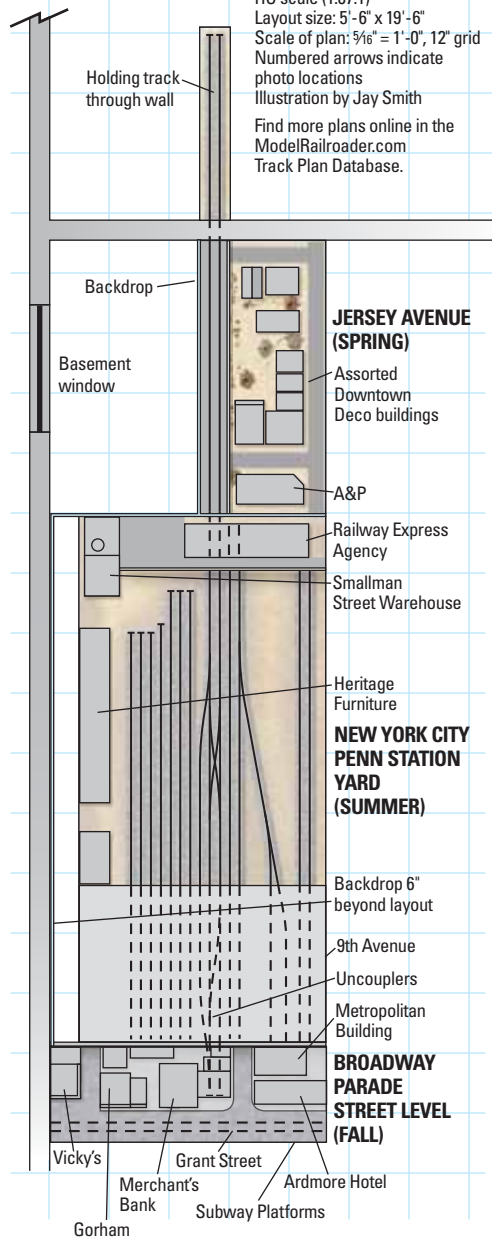 HO scale (1:87.1)
Layout size: 5'-6" x 19'-6"
Scale of plan: 5⁄16" = 1'-0", 12" grid
Numbered arrows indicate
photo locations
Illustration by Jay Smith
Find more plans online in the
ModelRailroader.com
Track Plan Database.
Holding track
through wall
Backdrop
JERSEY AVENUE
(SPRING)
Basement
window
Assorted
Downtown
Deco buildings
A&P
Railway Express
Agency
Smallman
Street Warehouse
Heritage
Furniture
NEW YORK CITY
PENN STATION
YARD
(SUMMER)
Backdrop 6"
beyond layout
9th Avenue
Uncouplers
Metropolitan
Building
BROADWAY
PARADE
STREET LEVEL
(FALL)
Vicky's
Grant Street
Merchant's
Bank
Ardmore Hotel
Subway Platforms
Gorham